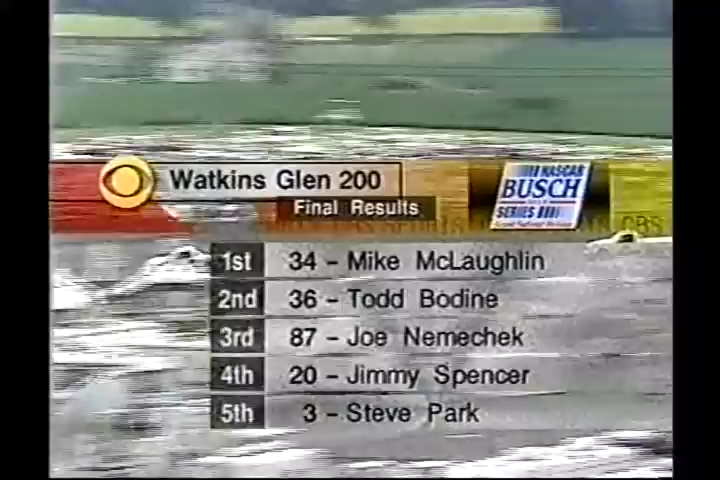 Watkins Glen 200
Final Results
NASCAR
BUSCH
SERIES
CBS
1st 34 – Mike McLaughlin
2nd 36 – Todd Bodine
3rd 87 – Joe Nemechek
4th 20 – Jimmy Spencer
5th 3 – Steve Park